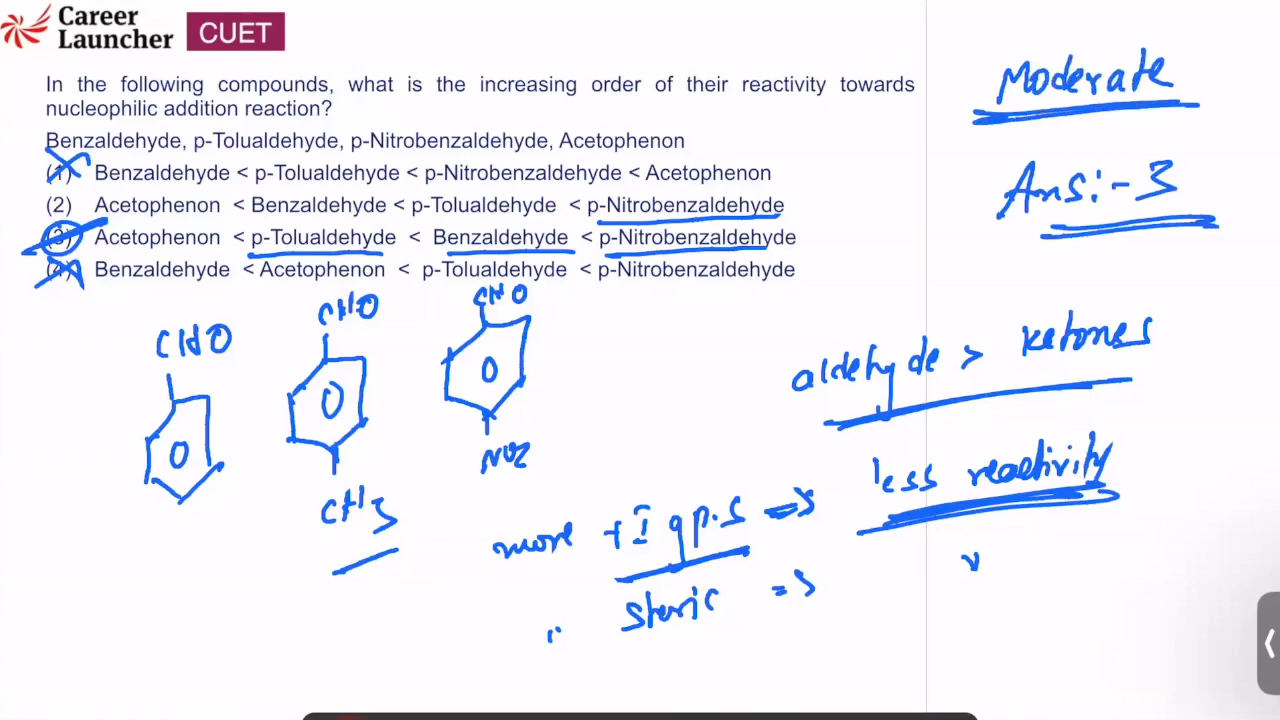 Career
Launcher
CUET
In the following compounds, what is the increasing order of their reactivity towards
nucleophilic addition reaction?
Benzaldehyde, p-Tolualdehyde, p-Nitrobenzaldehyde, Acetophenon
(1) Benzaldehyde < p-Tolualdehyde < p-Nitrobenzaldehyde < Acetophenon
(2) Acetophenon < Benzaldehyde < p-Tolualdehyde < p-Nitrobenzaldehyde
(3) Acetophenon < p-Tolualdehyde < Benzaldehyde < p-Nitrobenzaldehyde
(4) Benzaldehyde < Acetophenon < p-Tolualdehyde < p-Nitrobenzaldehyde
Moderate
Ans:- 3
CHO
CHO
CHO
CH3
NO2
aldehyde > ketones
more +I gp.s =>
less reactivity
" steric =>